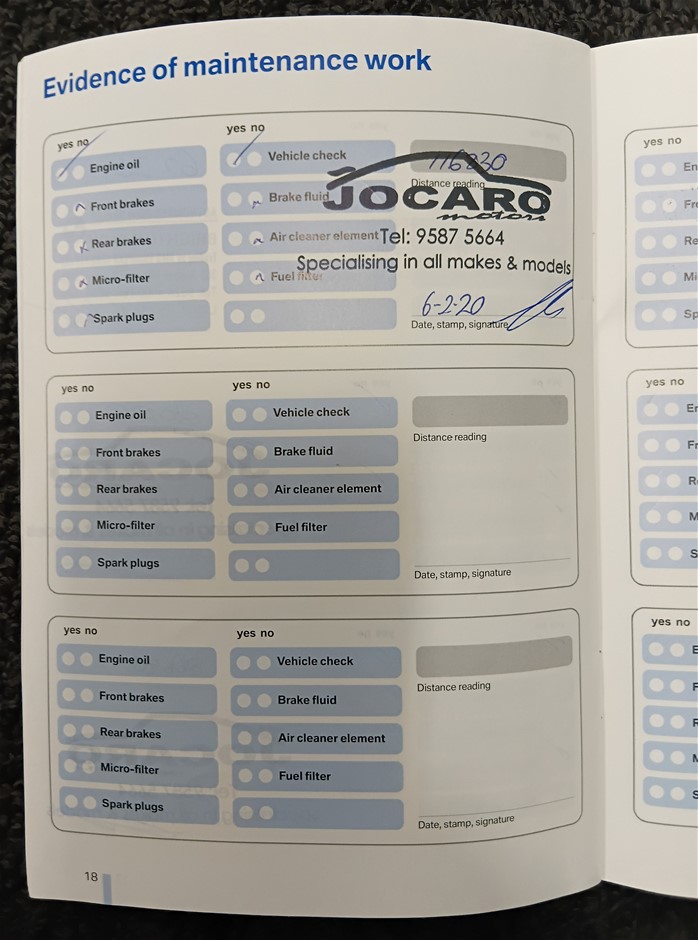 Evidence of maintenance work
yes no
Engine oil
Front brakes
Rear brakes
Micro-filter
Spark plugs
yes no
Vehicle check
Brake fluid
Air cleaner element
Fuel filter
116230
Distance reading
JOCARO
motors
Tel: 9587 5664
Specialising in all makes & models
6-2-20
Date, stamp, signature
yes no
Engine oil
Front brakes
Rear brakes
Micro-filter
Spark plugs
yes no
Vehicle check
Brake fluid
Air cleaner element
Fuel filter
Distance reading
Date, stamp, signature
yes no
Engine oil
Front brakes
Rear brakes
Micro-filter
Spark plugs
yes no
Vehicle check
Brake fluid
Air cleaner element
Fuel filter
Distance reading
Date, stamp, signature
18
yes no
yes no
yes no